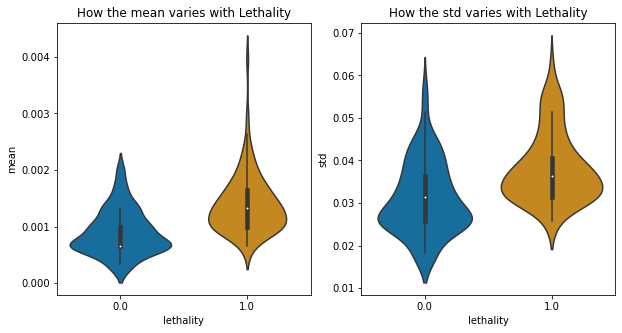 How the mean varies with Lethality
mean
0.004
0.003
0.002
0.001
0.000
0.0
1.0
lethality
How the std varies with Lethality
std
0.07
0.06
0.05
0.04
0.03
0.02
0.01
0.0
1.0
lethality